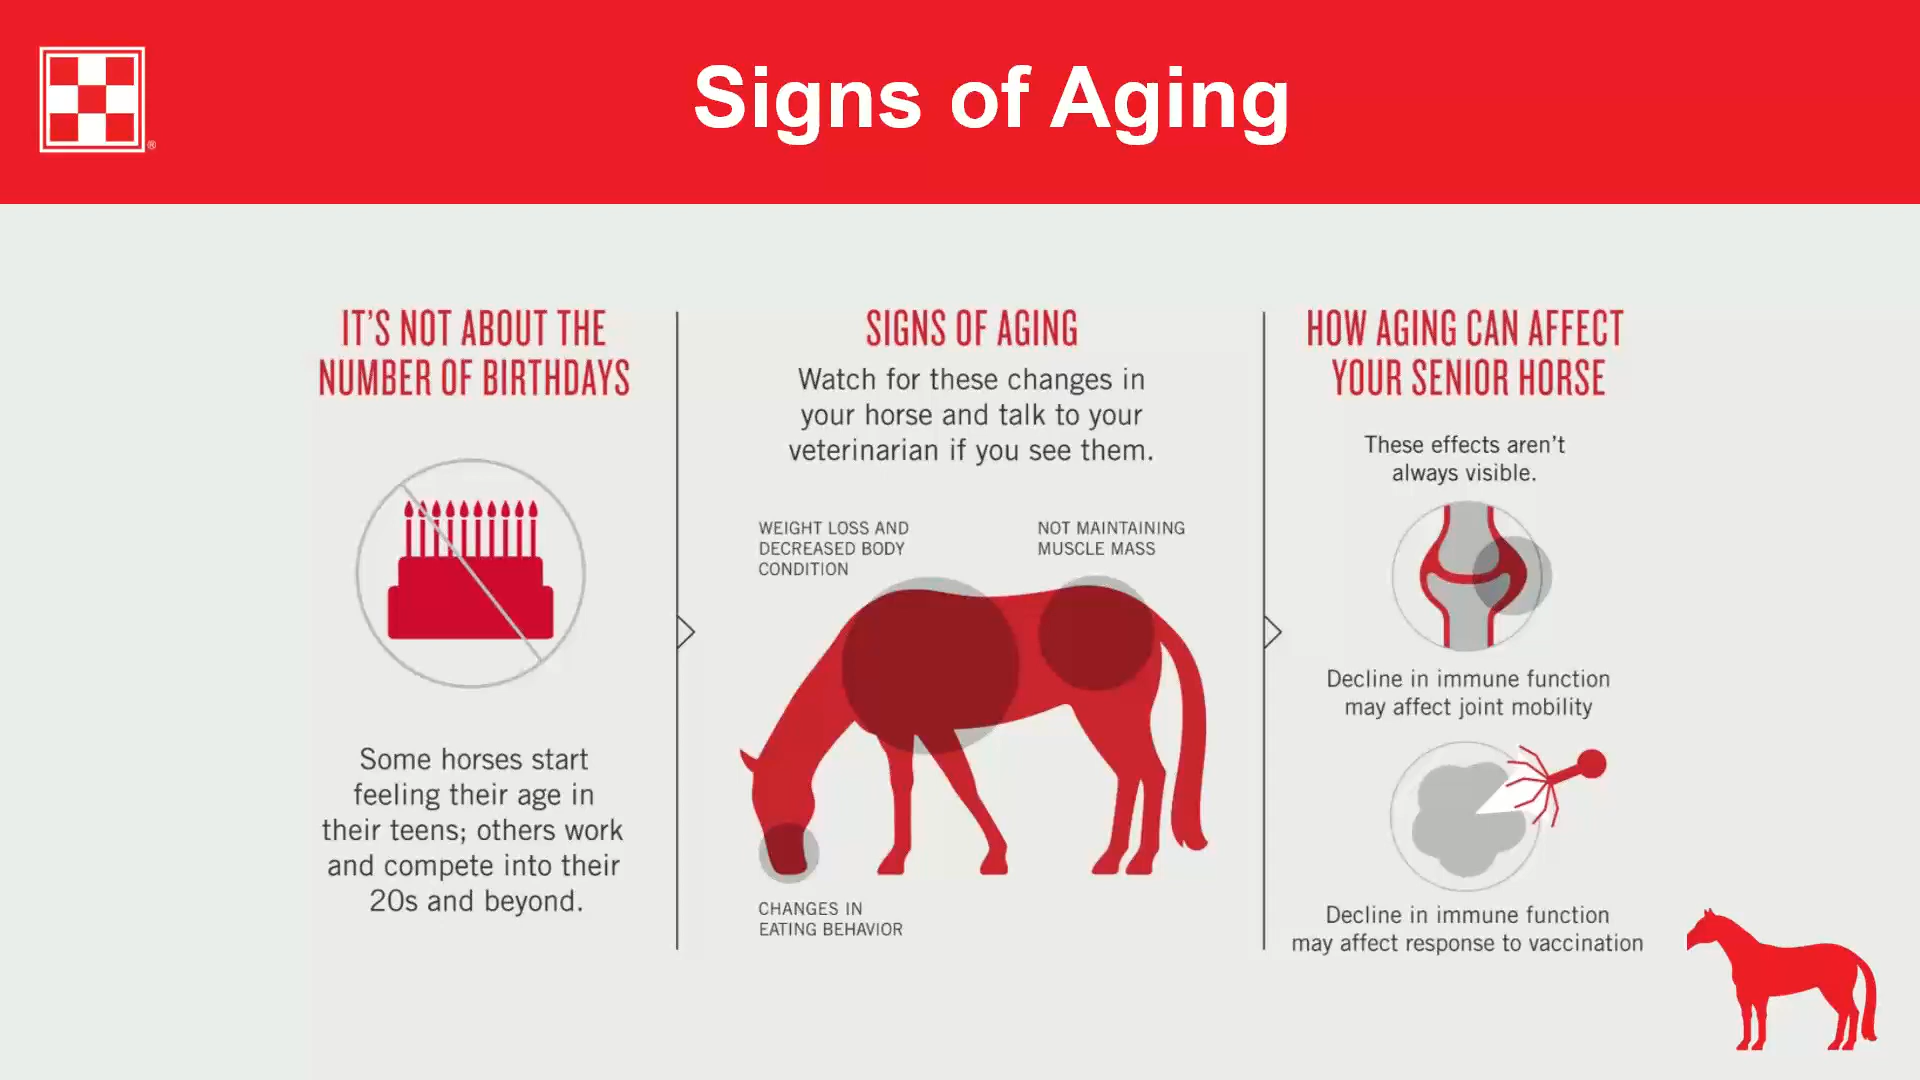 Signs of Aging
®
IT'S NOT ABOUT THE
NUMBER OF BIRTHDAYS
Some horses start
feeling their age in
their teens; others work
and compete into their
20s and beyond.
SIGNS OF AGING
Watch for these changes in
your horse and talk to your
veterinarian if you see them.
WEIGHT LOSS AND
DECREASED BODY
CONDITION
NOT MAINTAINING
MUSCLE MASS
CHANGES IN
EATING BEHAVIOR
HOW AGING CAN AFFECT
YOUR SENIOR HORSE
These effects aren't
always visible.
Decline in immune function
may affect joint mobility
Decline in immune function
may affect response to vaccination